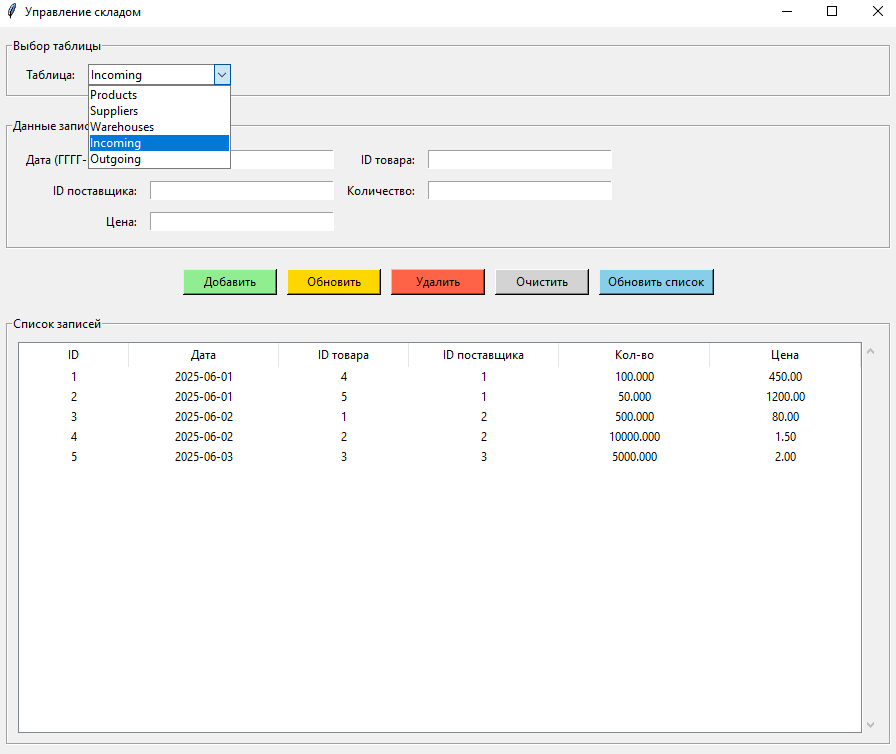 Управление складом
Выбор таблицы
Таблица: Incoming
Products
Suppliers
Warehouses
Incoming
Outgoing
Данные
Дата (ГГГГ- ID товара:
ID поставщика: Количество:
Цена:
Добавить Обновить Удалить Очистить Обновить список
Список записей
ID Дата ID товара ID поставщика Кол-во Цена
1 2025-06-01 4 1 100.000 450.00
2 2025-06-01 5 1 50.000 1200.00
3 2025-06-02 1 2 500.000 80.00
4 2025-06-02 2 2 10000.000 1.50
5 2025-06-03 3 3 5000.000 2.00